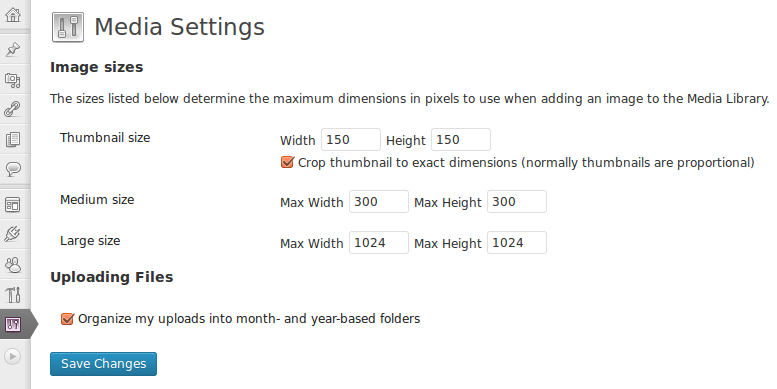 Media Settings
Image sizes
The sizes listed below determine the maximum dimensions in pixels to use when adding an image to the Media Library.
Thumbnail size Width 150 Height 150
Crop thumbnail to exact dimensions (normally thumbnails are proportional)
Medium size Max Width 300 Max Height 300
Large size Max Width 1024 Max Height 1024
Uploading Files
Organize my uploads into month- and year-based folders
Save Changes